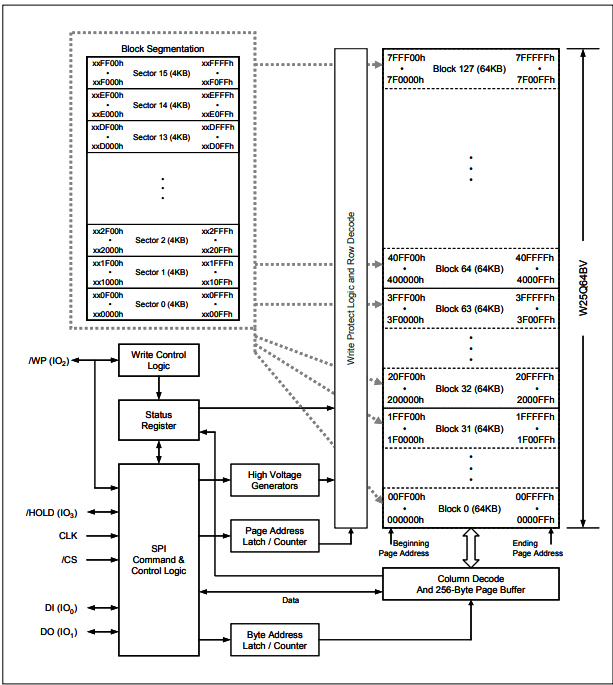 Block Segmentation
xxFF00h xxFFFFh
• Sector 15 (4KB) •
xxF000h xxF0FFh
xxEF00h xxEFFFh
• Sector 14 (4KB) •
xxE000h xxE0FFh
xxDF00h xxDFFFh
• Sector 13 (4KB) •
xxD000h xxD0FFh
xx2F00h xx2FFFh
• Sector 2 (4KB) •
xx2000h xx20FFh
xx1F00h xx1FFFh
• Sector 1 (4KB) •
xx1000h xx10FFh
xx0F00h xx0FFFh
• Sector 0 (4KB) •
xx0000h xx00FFh
Write Protect Logic and Row Decode
7FFF00h 7FFFFFh
• Block 127 (64KB) •
7F0000h 7F00FFh
40FF00h 40FFFFh
• Block 64 (64KB) •
400000h 4000FFh
3FFF00h 3FFFFFh
• Block 63 (64KB) •
3F0000h 3F00FFh
20FF00h 20FFFFh
• Block 32 (64KB) •
200000h 2000FFh
1FFF00h 1FFFFFh
• Block 31 (64KB) •
1F0000h 1F00FFh
00FF00h 00FFFFh
• Block 0 (64KB) •
000000h 0000FFh
W25Q64BV
Beginning
Page Address
Ending
Page Address
/WP (IO2)
Write Control
Logic
Status
Register
High Voltage
Generators
/HOLD (IO3)
CLK
/CS
DI (IO0)
DO (IO1)
SPI
Command &
Control Logic
Page Address
Latch / Counter
Data
Column Decode
And 256-Byte Page Buffer
Byte Address
Latch / Counter